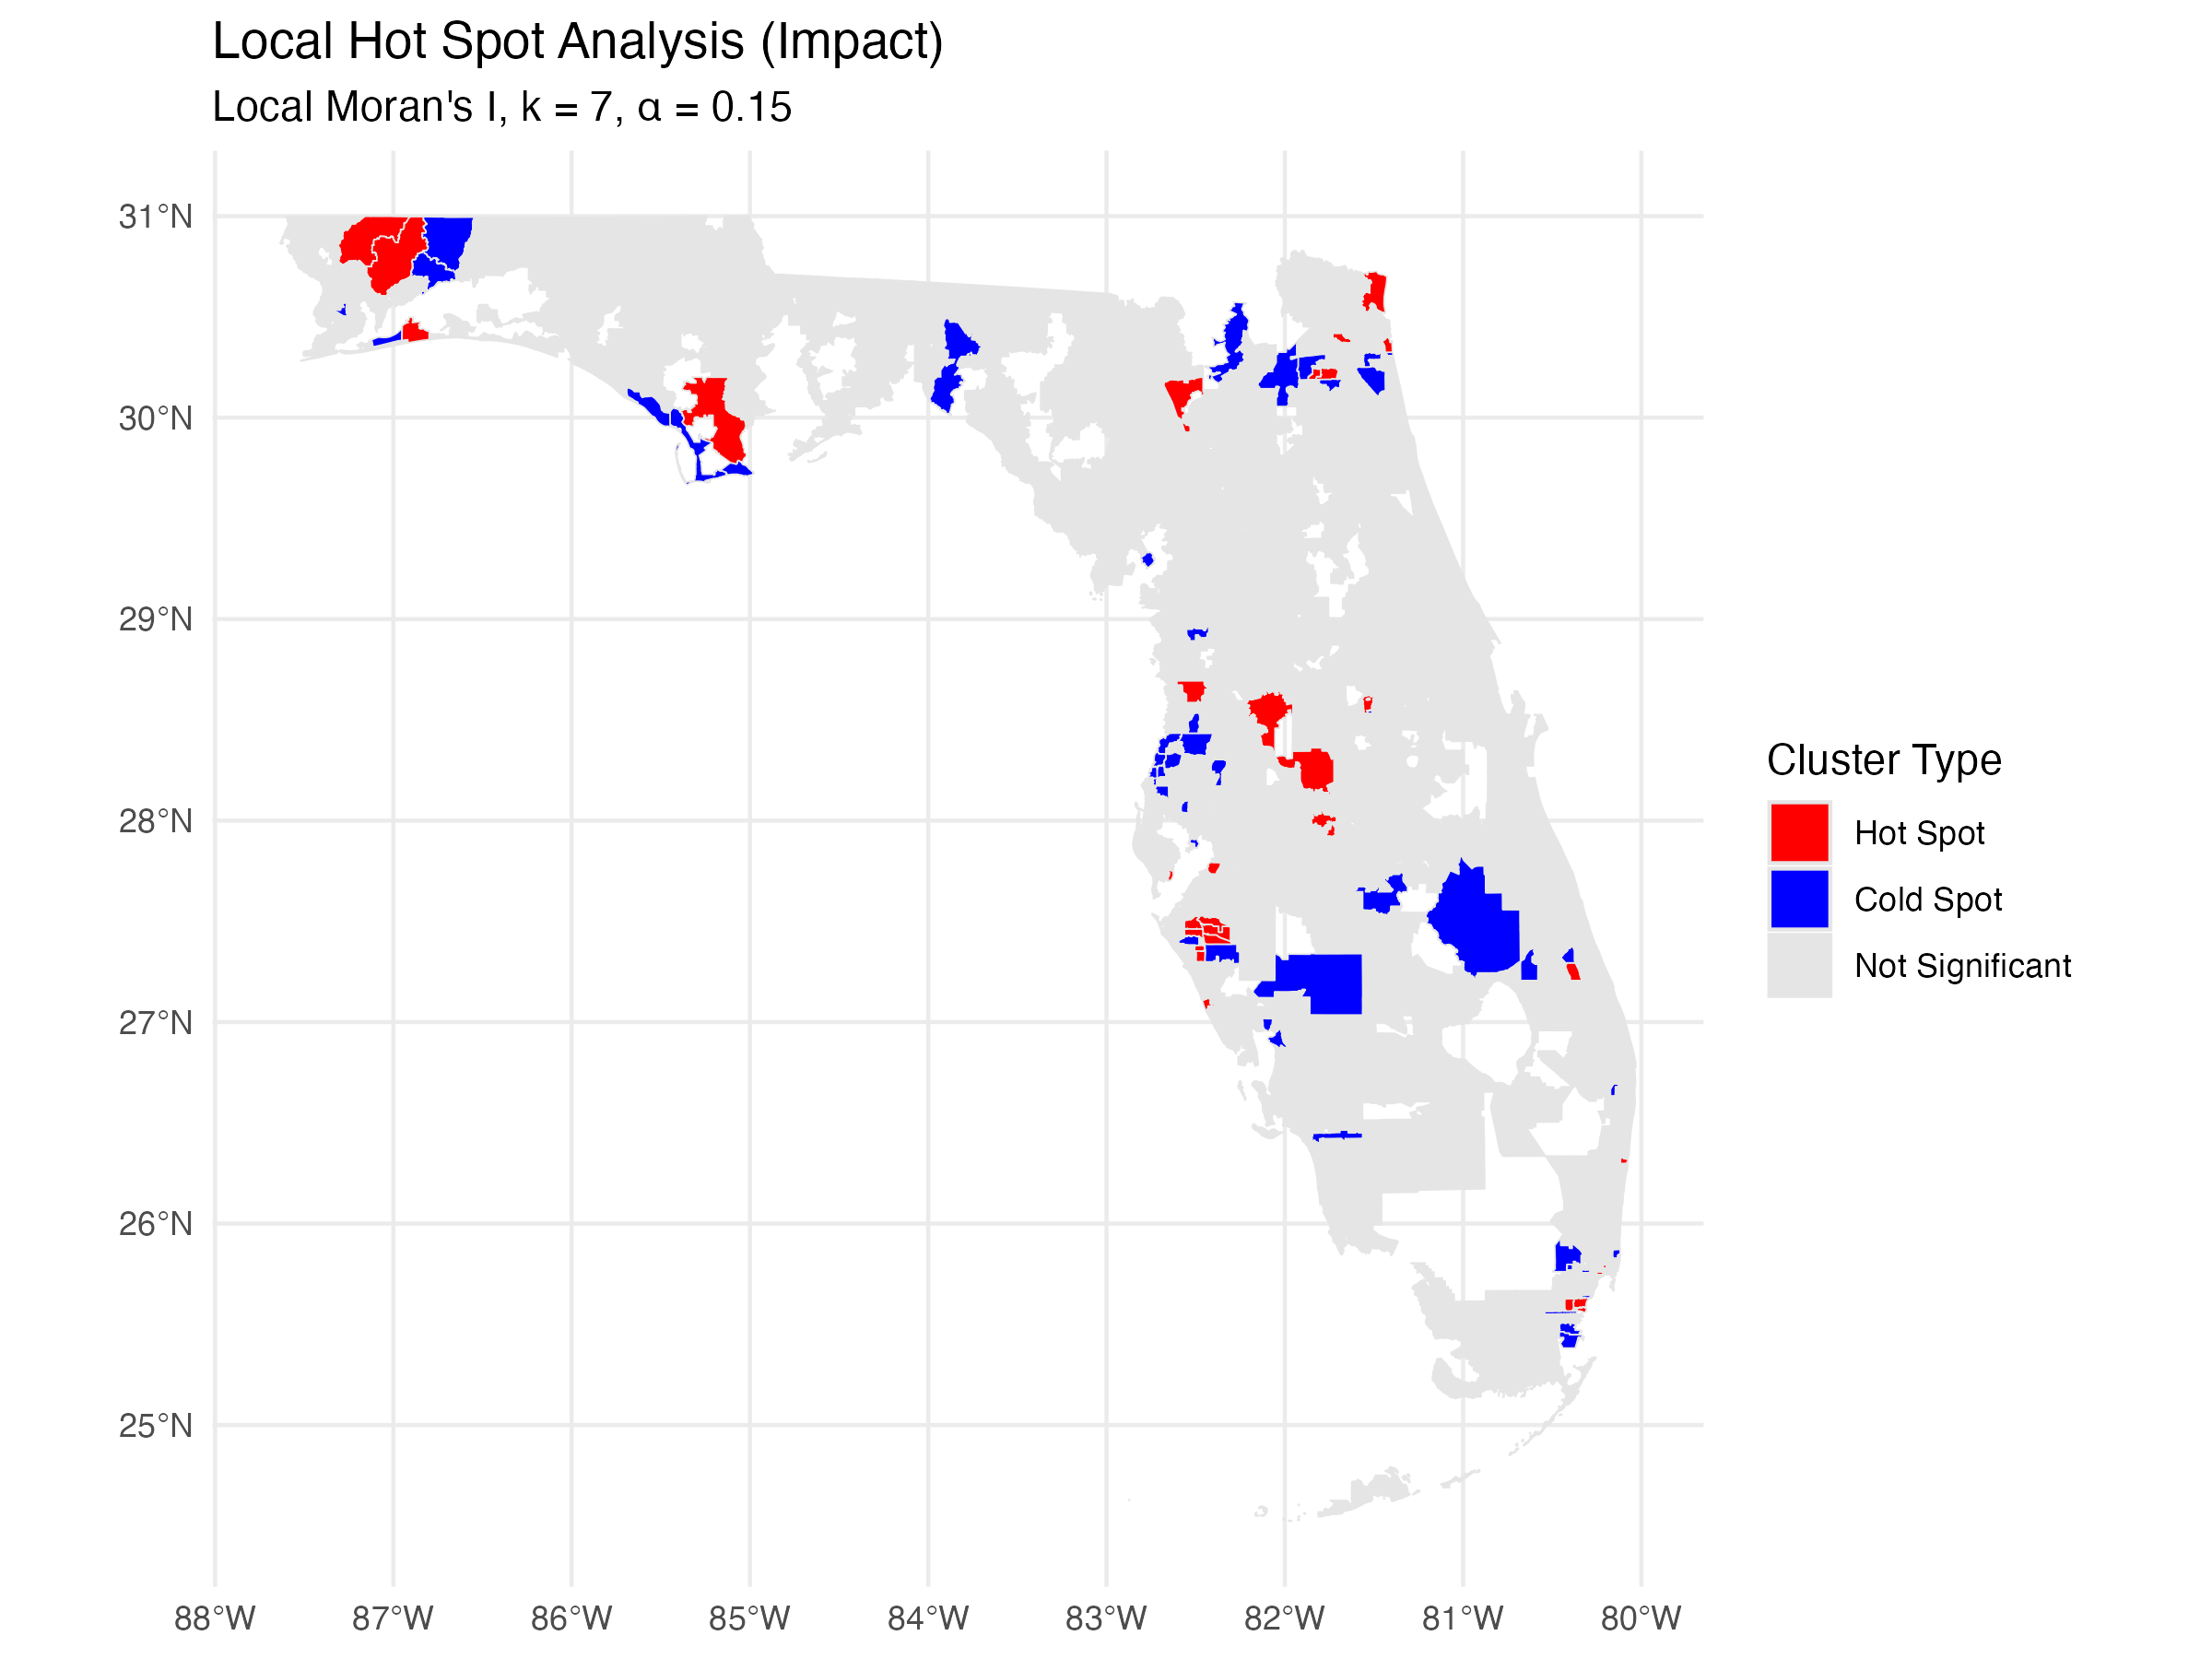 Local Hot Spot Analysis (Impact)
Local Moran's I, k = 7, α = 0.15
31°N
30°N
29°N
28°N
27°N
26°N
25°N
88°W
87°W
86°W
85°W
84°W
83°W
82°W
81°W
80°W
Cluster Type
Hot Spot
Cold Spot
Not Significant